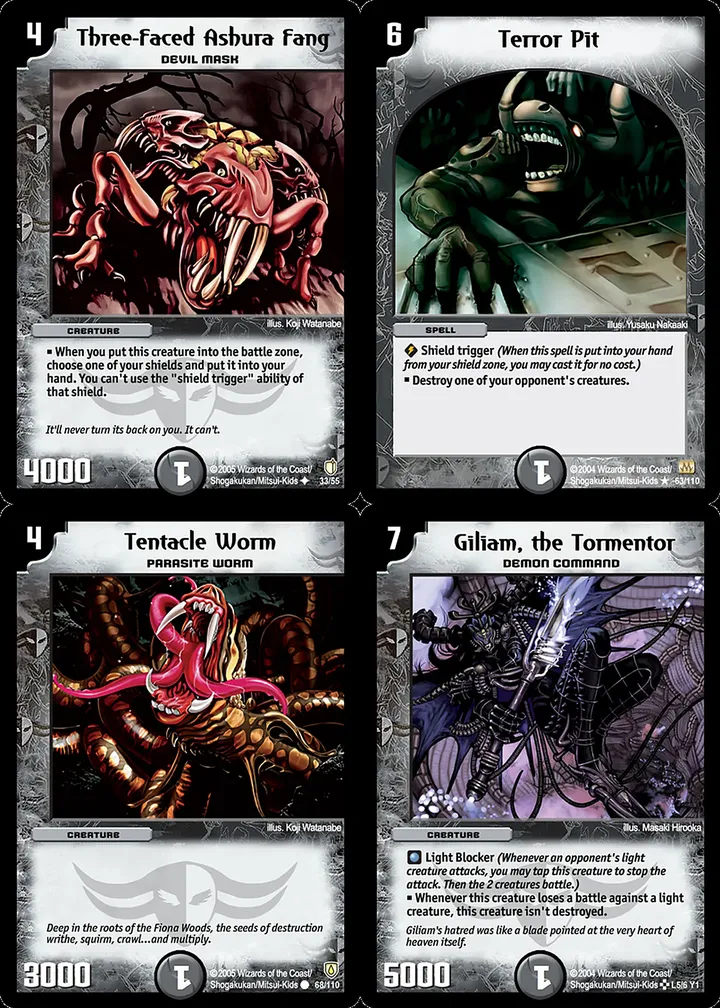 4 Three-Faced Ashura Fang
DEVIL MASK
illus. Koji Watanabe
CREATURE
▪ When you put this creature into the battle zone,
choose one of your shields and put it into your
hand. You can't use the "shield trigger" ability of
that shield.
It'll never turn its back on you. It can't.
4000
1
©2005 Wizards of the Coast/
Shogakukan/Mitsui-Kids ✦ 33/55
6 Terror Pit
illus. Yusaku Nakaaki
SPELL
Shield trigger (When this spell is put into your hand
from your shield zone, you may cast it for no cost.)
▪ Destroy one of your opponent's creatures.
1
©2004 Wizards of the Coast/
Shogakukan/Mitsui-Kids ★ -63/110
4 Tentacle Worm
PARASITE WORM
illus. Koji Watanabe
CREATURE
Deep in the roots of the Fiona Woods, the seeds of destruction
writhe, squirm, crawl...and multiply.
3000
1
©2005 Wizards of the Coast/
Shogakukan/Mitsui-Kids ● 68/110
7 Giliam, the Tormentor
DEMON COMMAND
illus. Masaki Hirooka
CREATURE
Light Blocker (Whenever an opponent's light
creature attacks, you may tap this creature to stop the
attack. Then the 2 creatures battle.)
▪ Whenever this creature loses a battle against a light
creature, this creature isn't destroyed.
Giliam's hatred was like a blade pointed at the very heart of
heaven itself.
5000
1
©2004 Wizards of the Coast/
Shogakukan/Mitsui-Kids L5/6 Y1